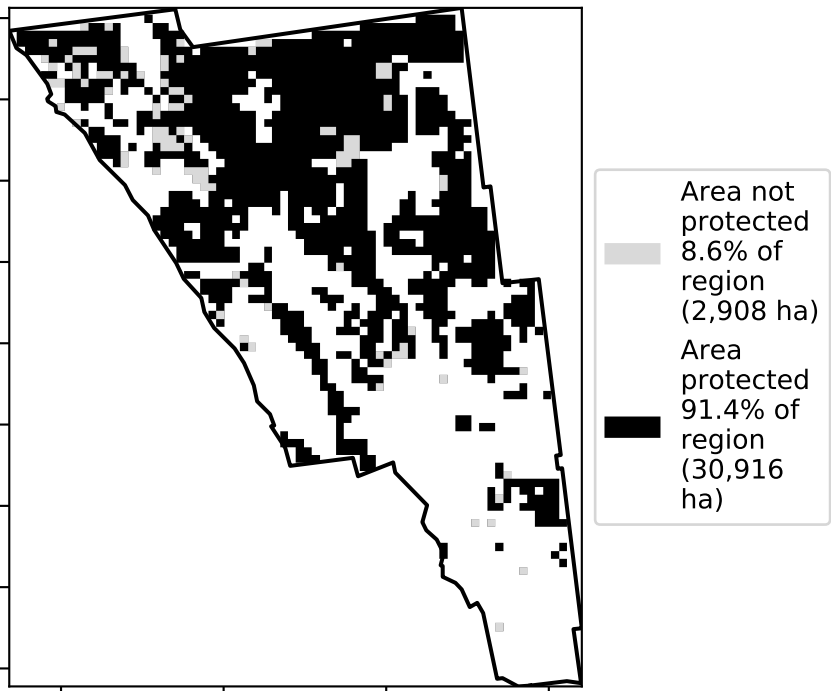 Area not
protected
8.6% of
region
(2,908 ha)
Area
protected
91.4% of
region
(30,916
ha)